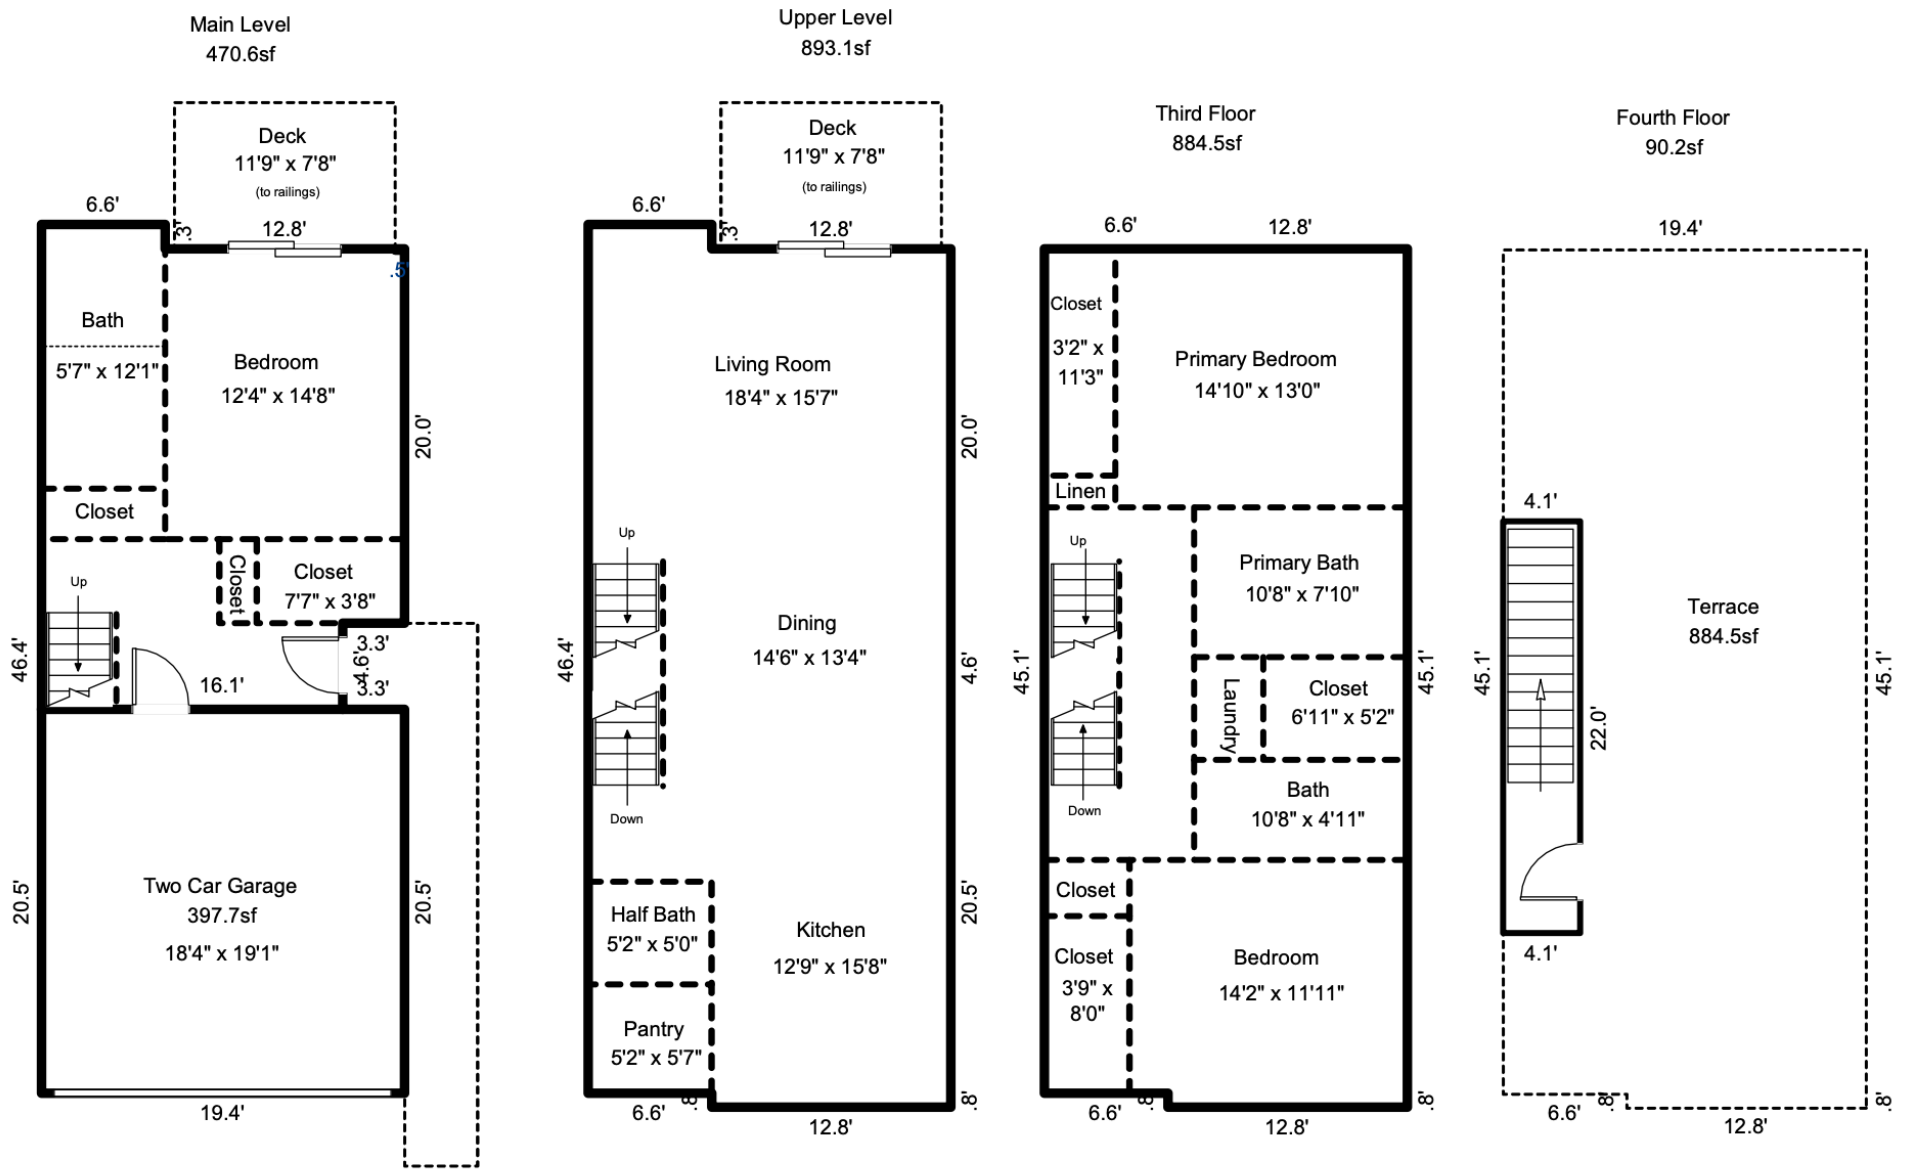 Main Level
470.6sf
Deck
11'9" x 7'8"
(to railings)
6.6'
.3'
12.8'
.5'
Bath
5'7" x 12'1"
Bedroom
12'4" x 14'8"
20.0'
Closet
Closet
Closet
7'7" x 3'8"
Up
46.4'
3.3'
4.6'
3.3'
16.1'
Two Car Garage
397.7sf
18'4" x 19'1"
20.5'
20.5'
19.4'
Upper Level
893.1sf
Deck
11'9" x 7'8"
(to railings)
6.6'
.3'
12.8'
Living Room
18'4" x 15'7"
20.0'
Up
Dining
14'6" x 13'4"
46.4'
4.6'
Down
Half Bath
5'2" x 5'0"
Kitchen
12'9" x 15'8"
20.5'
Pantry
5'2" x 5'7"
6.6'
.8'
12.8'
.8'
Third Floor
884.5sf
6.6'
12.8'
Closet
3'2" x
11'3"
Primary Bedroom
14'10" x 13'0"
Linen
Up
Primary Bath
10'8" x 7'10"
45.1'
45.1'
Laundry
Closet
6'11" x 5'2"
Down
Bath
10'8" x 4'11"
Closet
Closet
3'9" x
8'0"
Bedroom
14'2" x 11'11"
6.6'
.8'
12.8'
.8'
Fourth Floor
90.2sf
19.4'
4.1'
Terrace
884.5sf
45.1'
45.1'
22.0'
4.1'
6.6'
.8'
12.8'
.8'